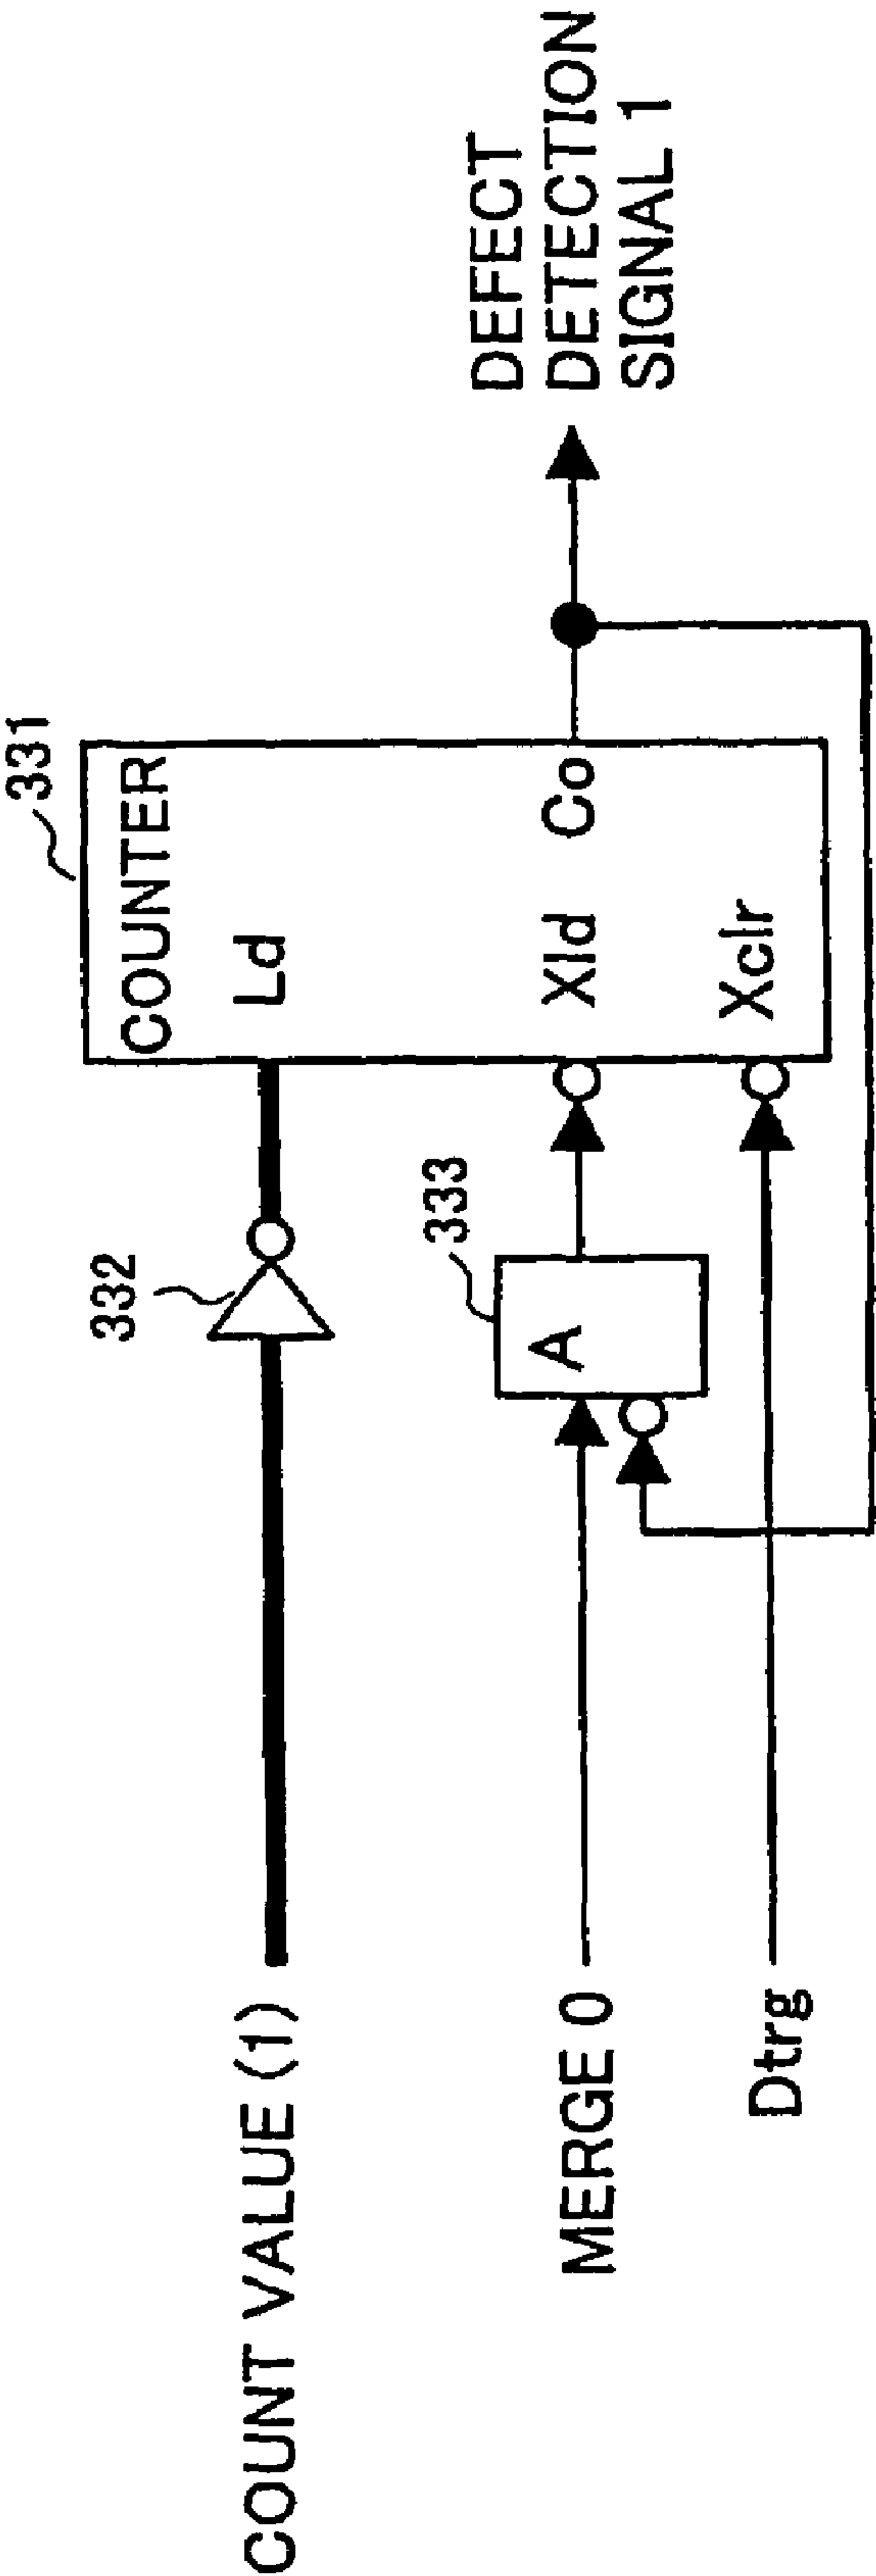 331
COUNTER
332
COUNT VALUE (1)
Ld
333
MERGE 0
A
Xld
Co
DEFECT
DETECTION
SIGNAL 1
Dtrg
Xclr